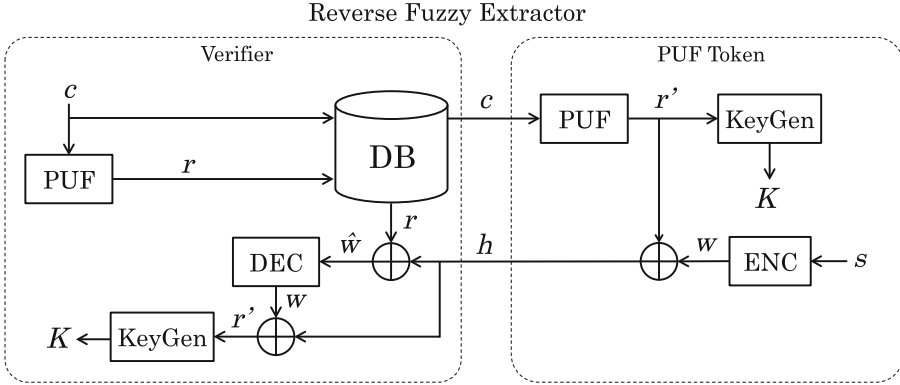 Reverse Fuzzy Extractor
Verifier
PUF Token
c
c
r'
PUF
KeyGen
DB
PUF
r
K
r
ŵ
h
w
DEC
ENC
s
w
r'
K
KeyGen